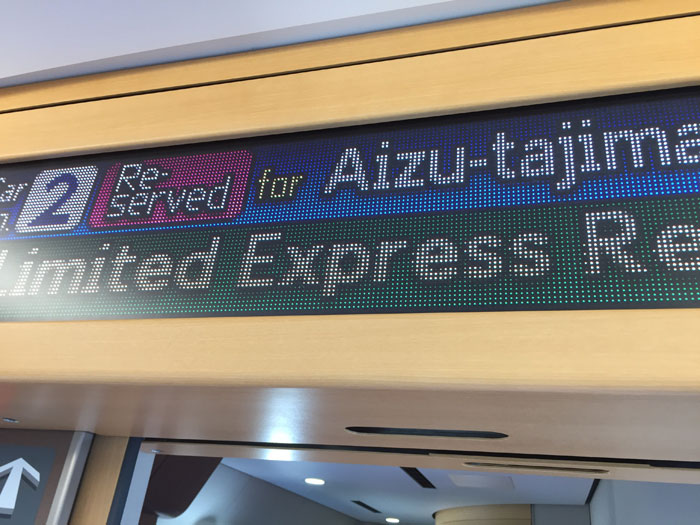 Car 2 Re-served for Aizu-tajima
Limited Express Re